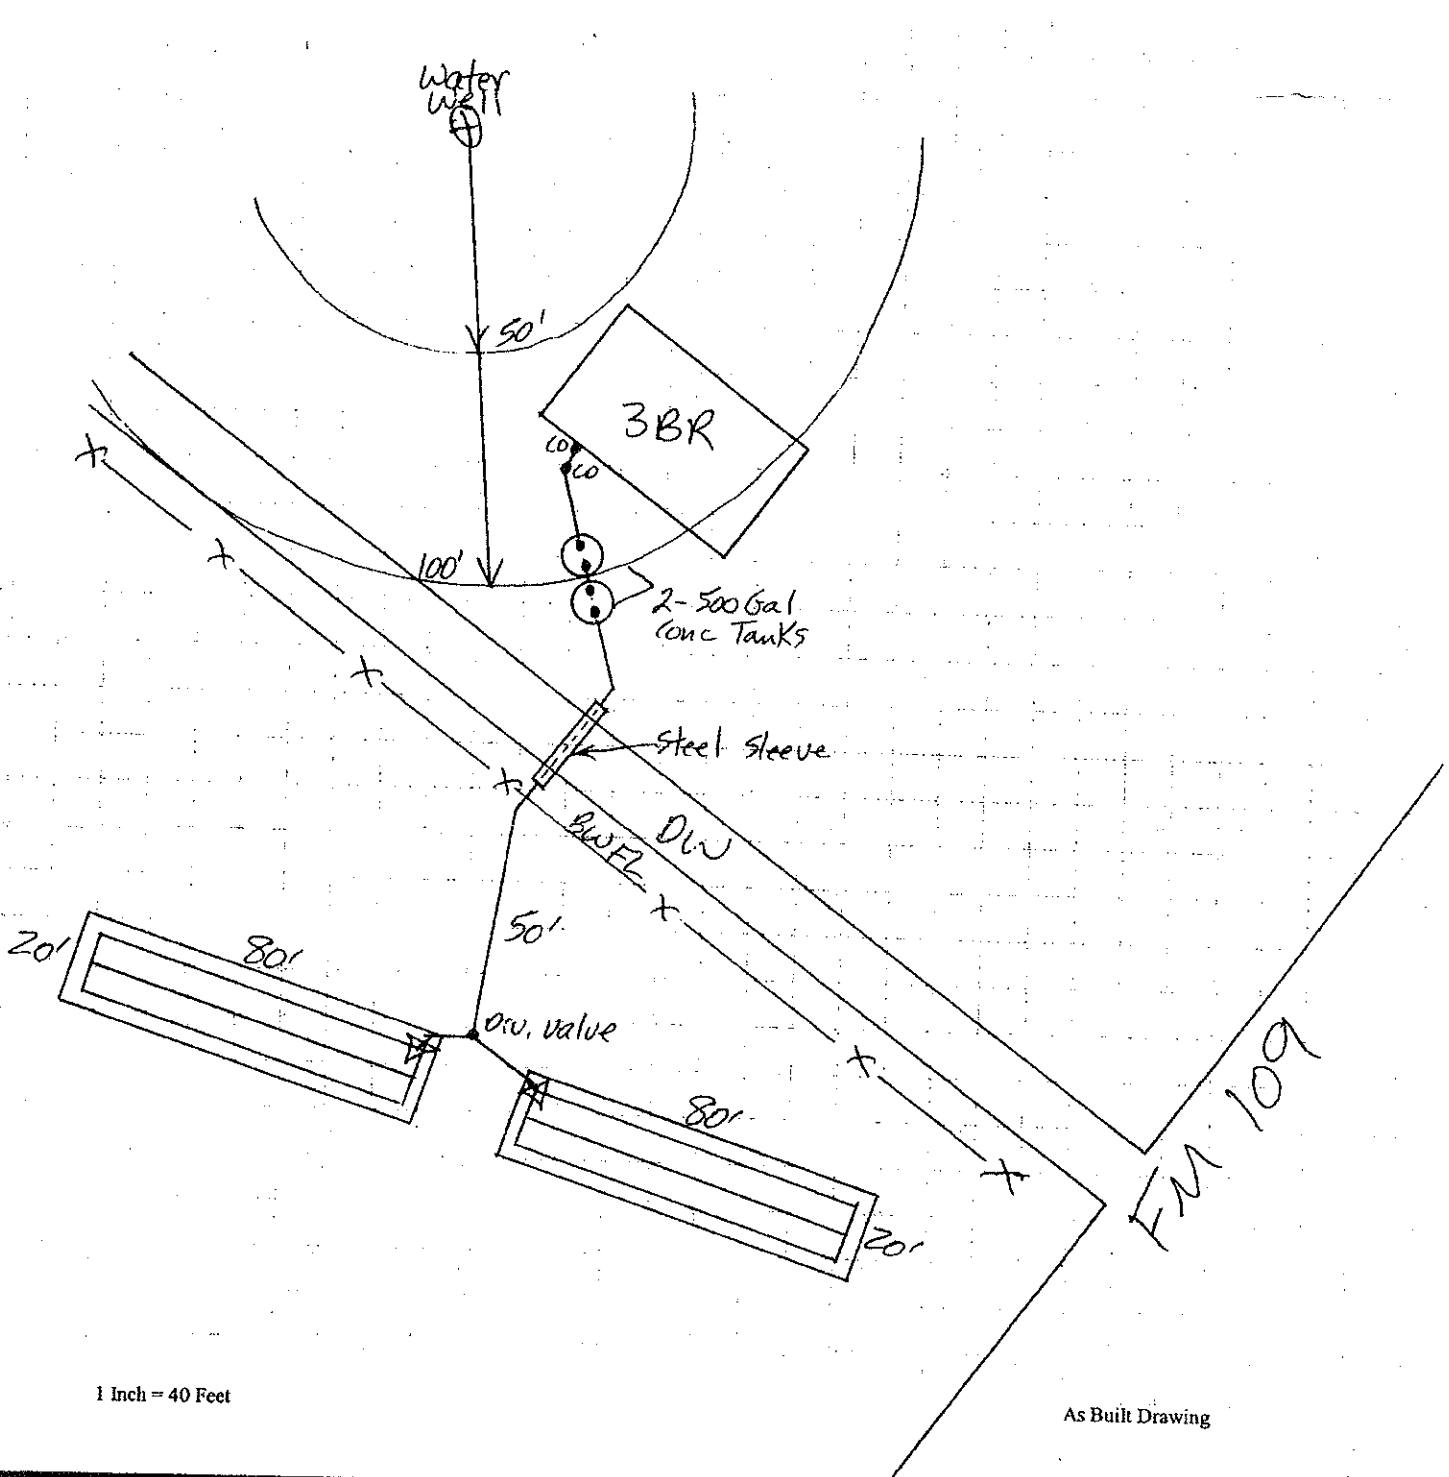 Water
Well
50'
3BR
CO
CO
100'
2-500 Gal
Conc Tanks
steel sleeve
DW
BWFL
50'
20'
80'
Div. valve
80'
20'
FM 109
1 Inch = 40 Feet
As Built Drawing